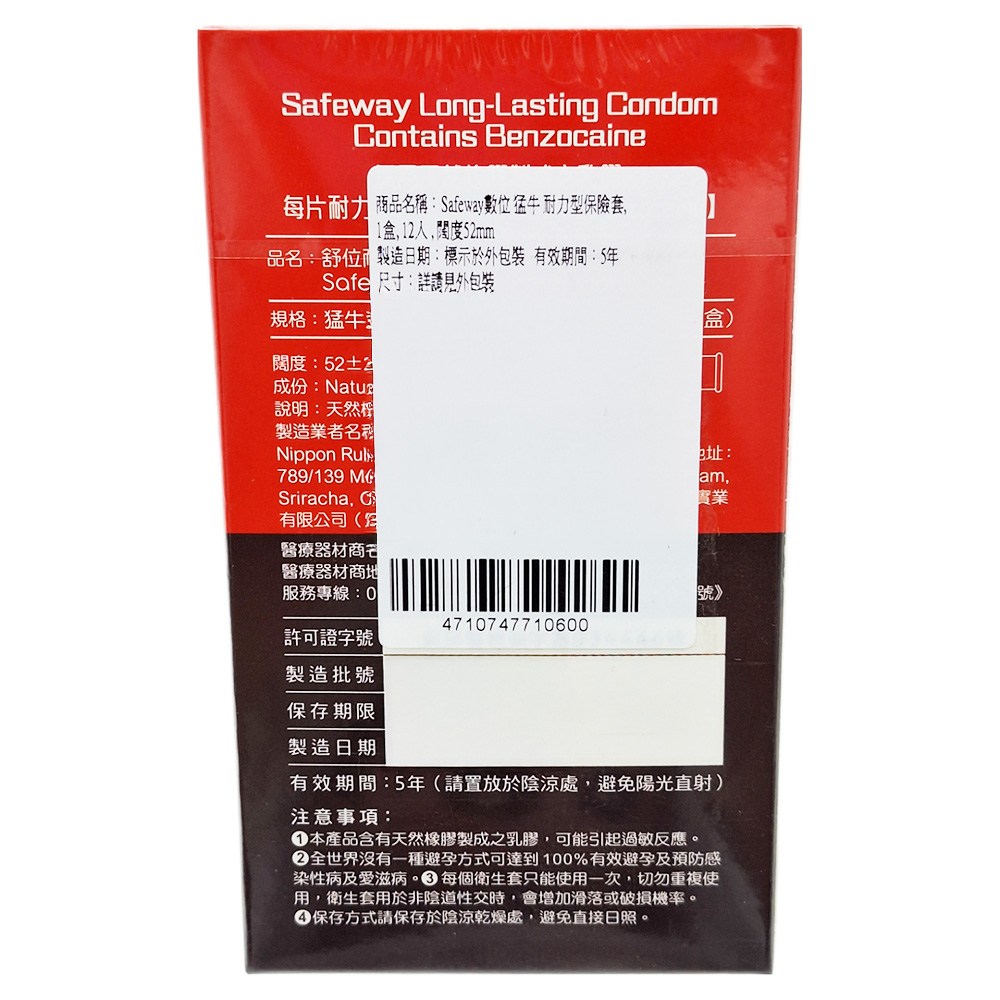 Safeway Long-Lasting Condom
Contains Benzocaine
每片耐力
商品名稱：Safeway數位 猛牛 耐力型保險套,
1盒, 12入, 闊度52mm
製造日期：標示於外包裝 有效期間：5年
尺寸：詳請見外包裝
品名：舒位
Safe
規格：猛牛
盒）
闊度：52±2
成份：Natu
說明：天然
製造業者名
Nippon Ru
址：
789/139 M
am,
Sriracha,
實業
有限公司（
醫療器材商名
醫療器材商地
服務專線：0
號》
4710747710600
許可證字號
製造批號
保存期限
製造日期
有效期間：5年（請置放於陰涼處，避免陽光直射）
注意事項：
❶本產品含有天然橡膠製成之乳膠，可能引起過敏反應。
❷全世界沒有一種避孕方式可達到100%有效避孕及預防感
染性病及愛滋病。❸每個衛生套只能使用一次，切勿重複使
用，衛生套用於非陰道性交時，會增加滑落或破損機率。
❹保存方式請保存於陰涼乾燥處，避免直接日照。